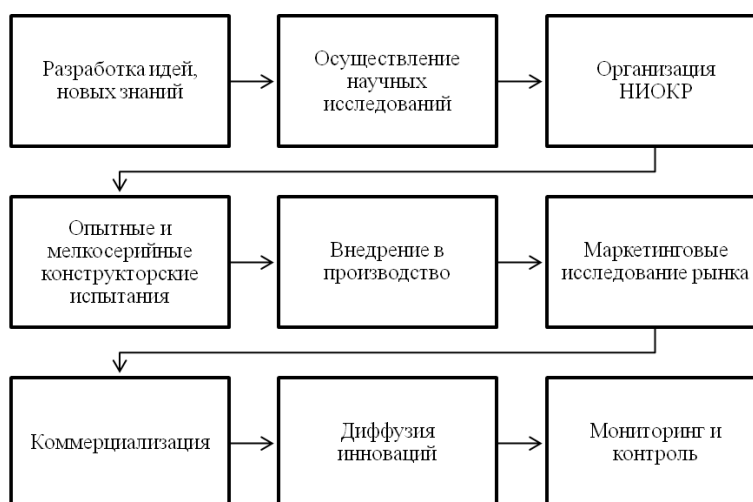 Разработка идей,
новых знаний
Осуществление
научных
исследований
Организация
НИОКР
Опытные и
мелкосерийные
конструкторские
испытания
Внедрение в
производство
Маркетинговые
исследование рынка
Коммерциализация
Диффузия
инноваций
Мониторинг и
контроль